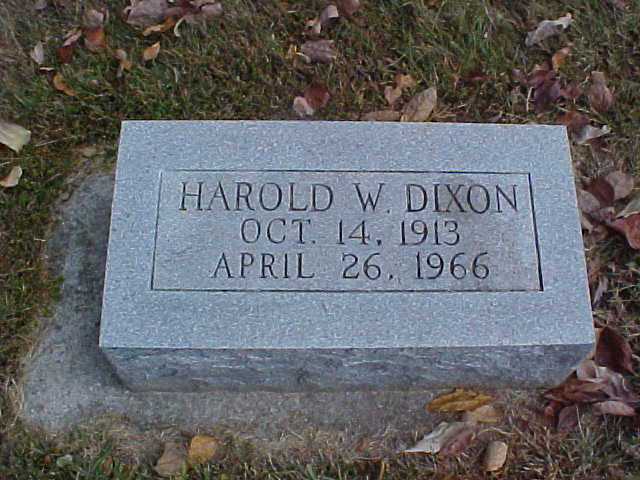 HAROLD W. DIXON
OCT. 14, 1913
APRIL 26, 1966